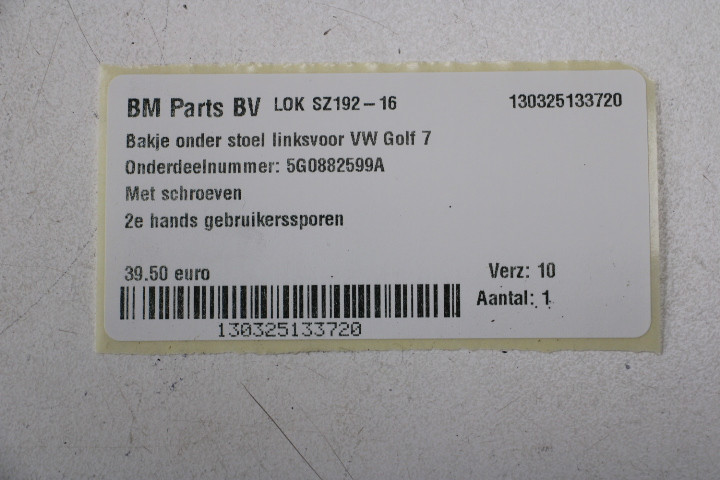 BM Parts BV LOK SZ192-16 130325133720
Bakje onder stoel linksvoor VW Golf 7
Onderdeelnummer: 5G0882599A
Met schroeven
2e hands gebruikerssporen
39.50 euro Verz: 10
Aantal: 1
130325133720